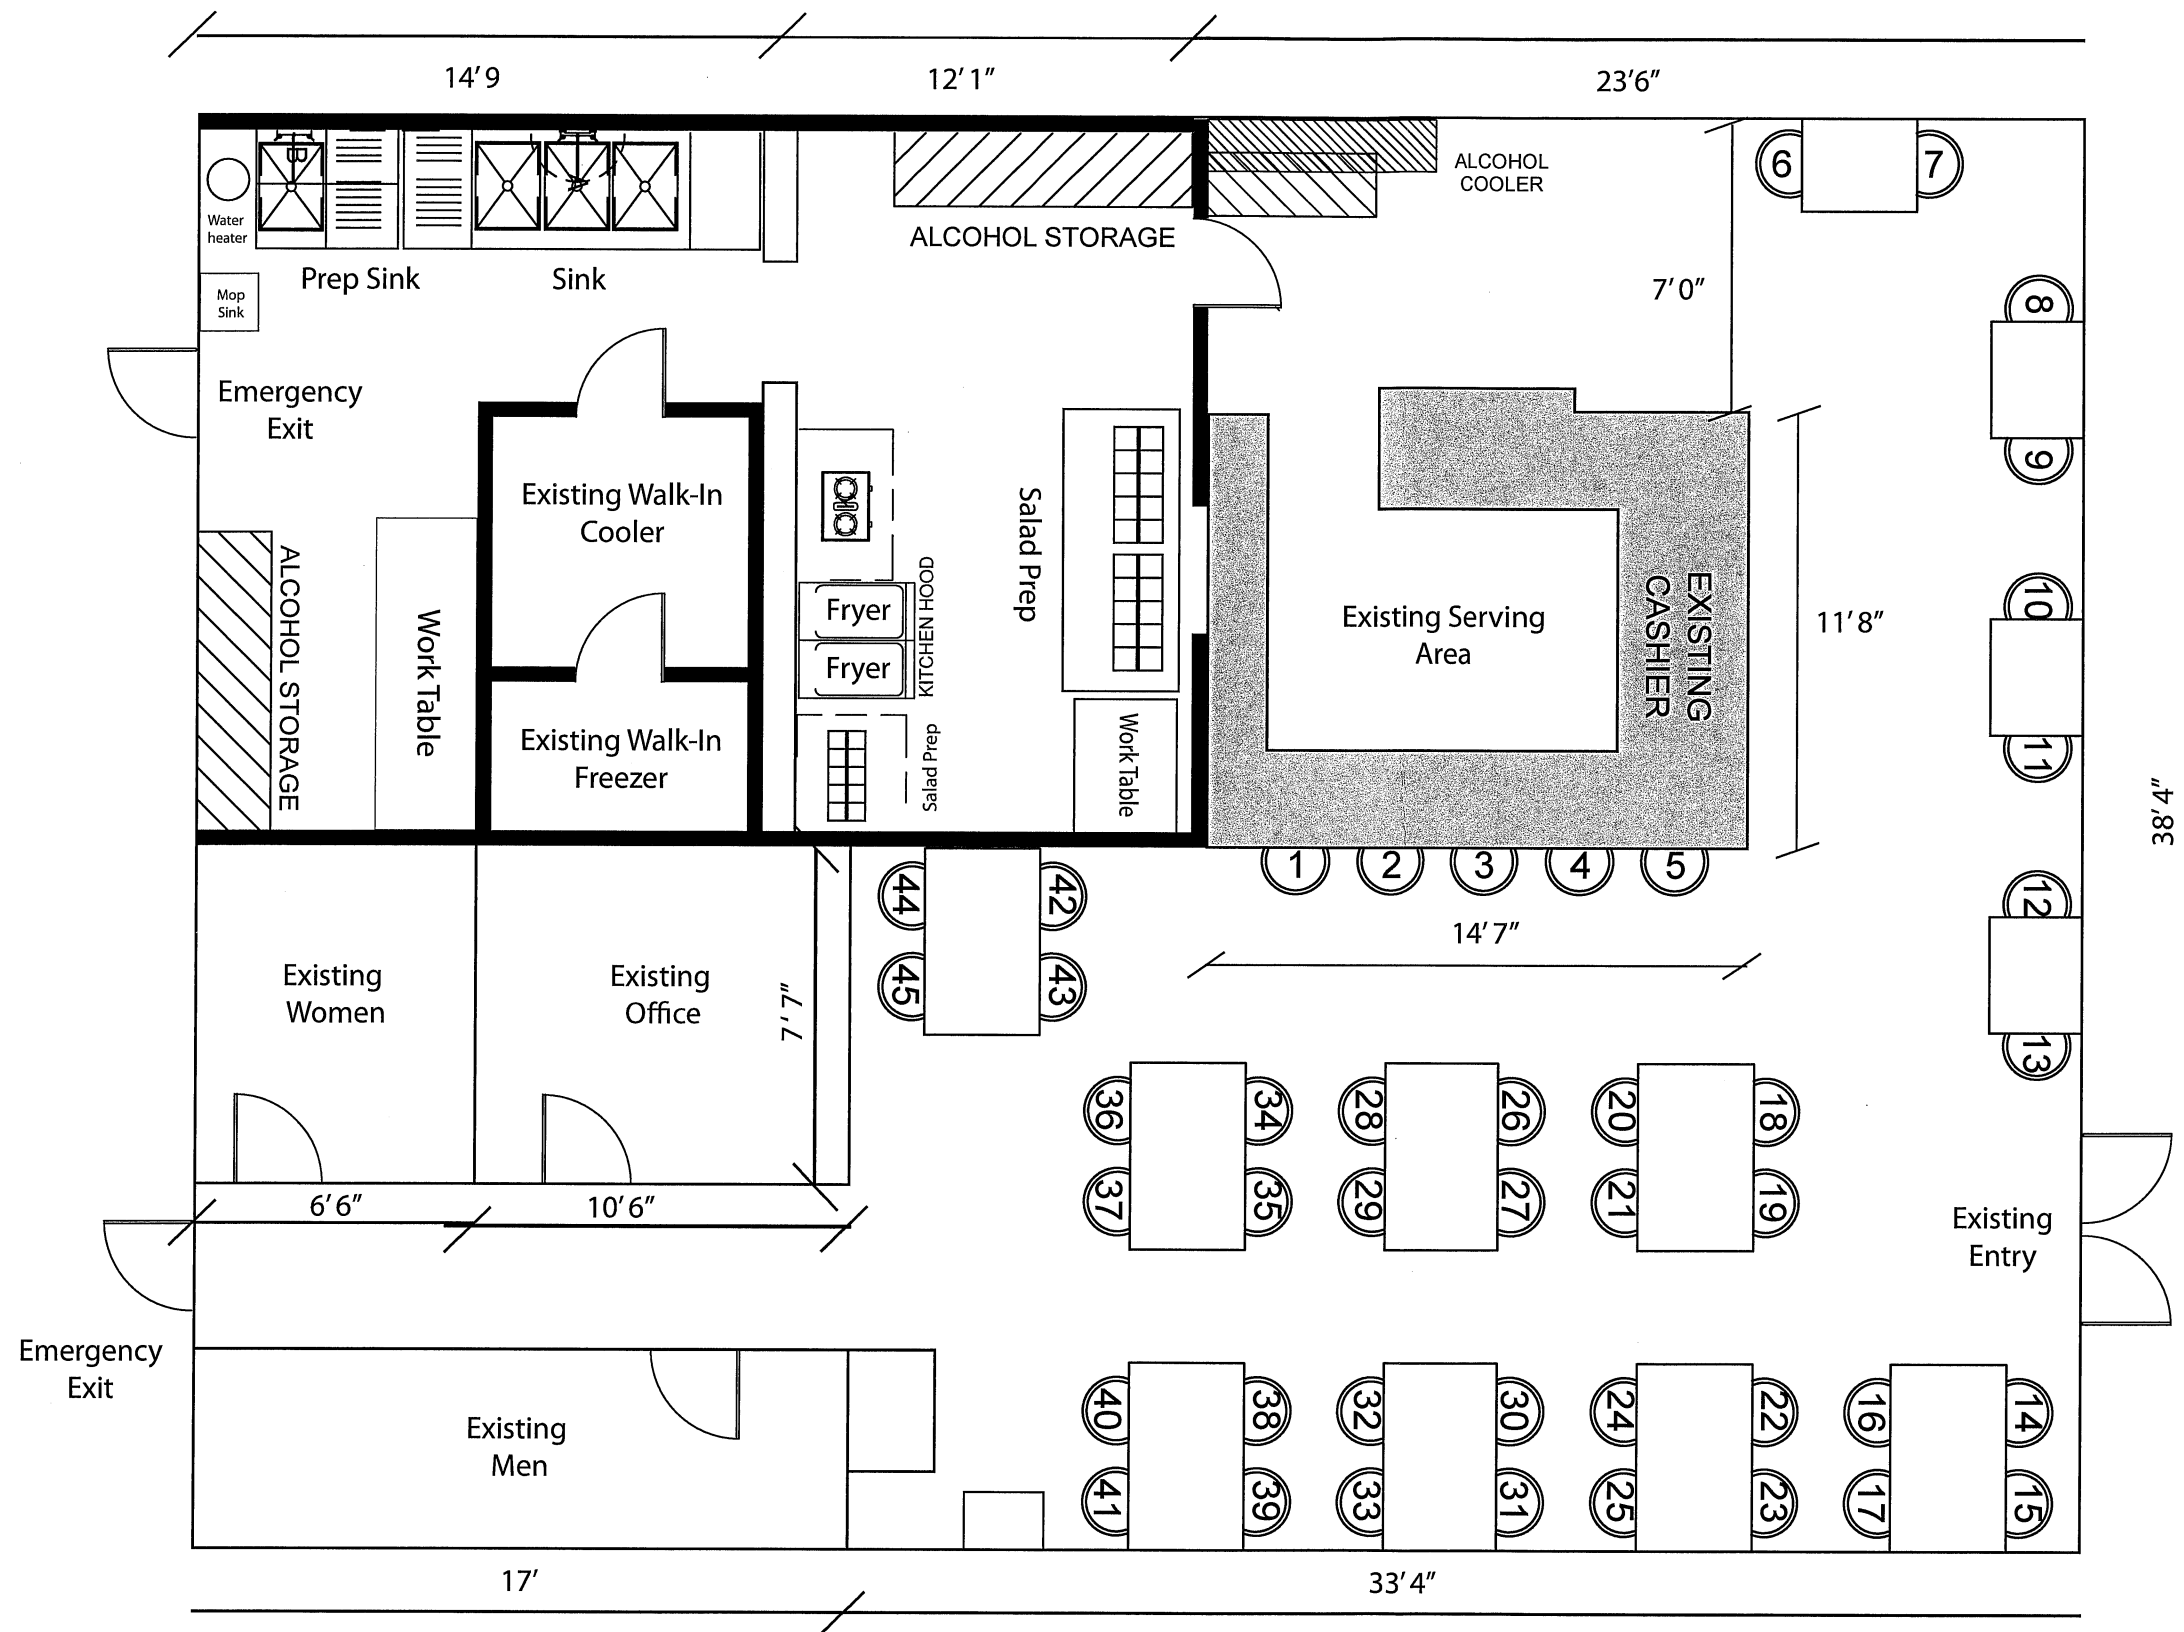 14'9
12'1"
23'6"
B
A
Water
heater
Prep Sink
Sink
ALCOHOL STORAGE
ALCOHOL
COOLER
6
7
7'0"
Mop
Sink
8
9
Emergency
Exit
Existing Walk-In
Cooler
Salad Prep
Fryer
Fryer
KITCHEN HOOD
ALCOHOL STORAGE
Work Table
Existing Walk-In
Freezer
Salad Prep
Work Table
Existing Serving
Area
EXISTING
CASHIER
11'8"
10
11
38'4"
1
2
3
4
5
14'7"
12
13
44
42
45
43
Existing
Women
Existing
Office
7'7"
36
34
28
26
20
18
37
35
29
27
21
19
6'6"
10'6"
Existing
Entry
Emergency
Exit
Existing
Men
40
38
32
30
24
22
16
14
41
39
33
31
25
23
17
15
17'
33'4"